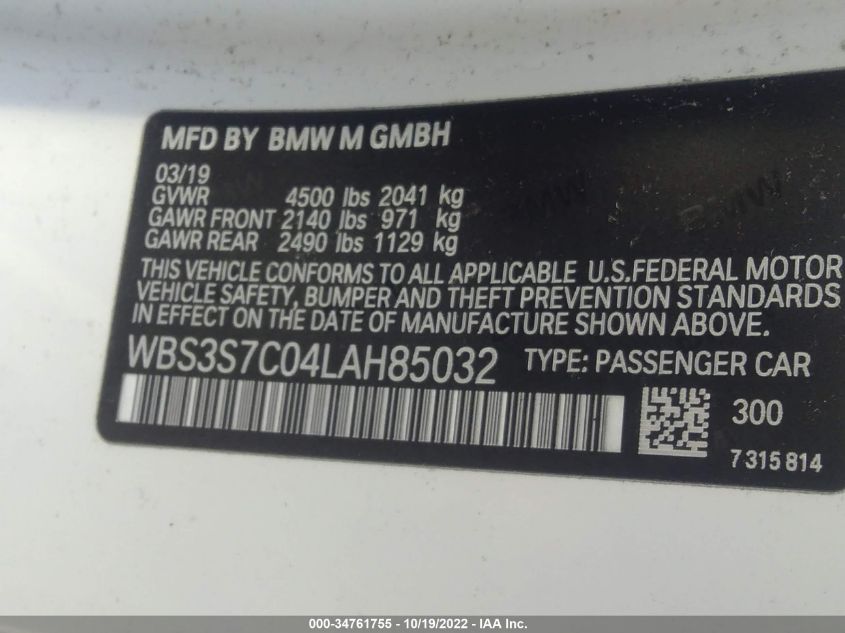 MFD BY BMW M GMBH
03/19
GVWR 4500 lbs 2041 kg
GAWR FRONT 2140 lbs 971 kg
GAWR REAR 2490 lbs 1129 kg
THIS VEHICLE CONFORMS TO ALL APPLICABLE U.S.FEDERAL MOTOR
VEHICLE SAFETY, BUMPER AND THEFT PREVENTION STANDARDS
IN EFFECT ON THE DATE OF MANUFACTURE SHOWN ABOVE.
WBS3S7C04LAH85032 TYPE: PASSENGER CAR
300
7315814
000-34761755 - 10/19/2022 - IAA Inc.